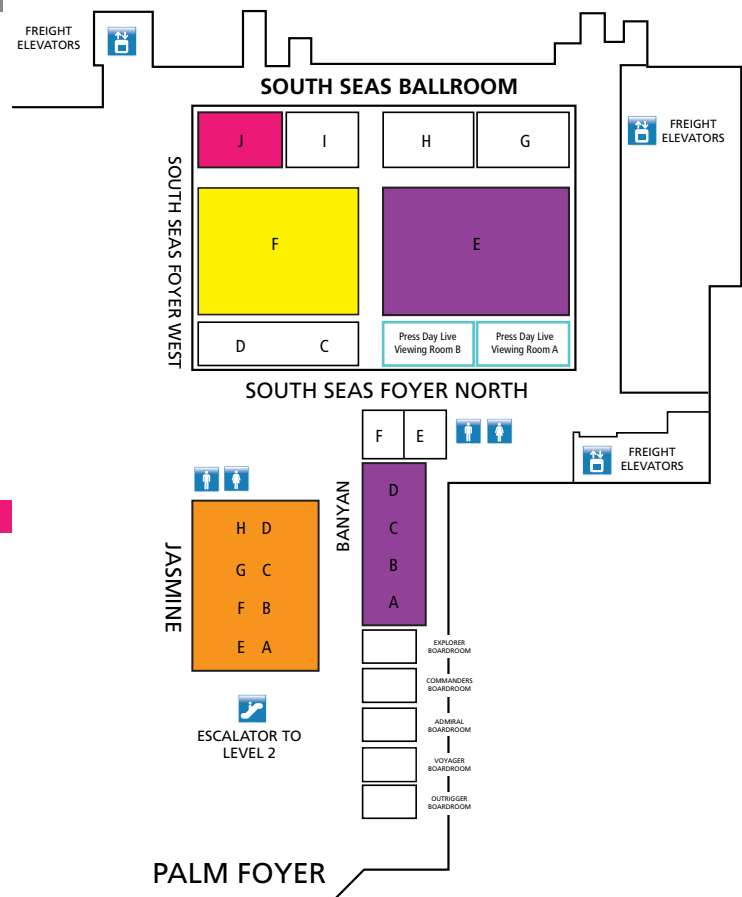 FREIGHT
ELEVATORS
SOUTH SEAS BALLROOM
FREIGHT
ELEVATORS
J I H G
SOUTH SEAS FOYER WEST
F E
D C
Press Day Live
Viewing Room B
Press Day Live
Viewing Room A
SOUTH SEAS FOYER NORTH
F E
FREIGHT
ELEVATORS
BANYAN
D
C
B
A
JASMINE
H D
G C
F B
E A
EXPLORER
BOARDROOM
COMMANDERS
BOARDROOM
ADMIRAL
BOARDROOM
VOYAGER
BOARDROOM
OUTRIGGER
BOARDROOM
ESCALATOR TO
LEVEL 2
PALM FOYER